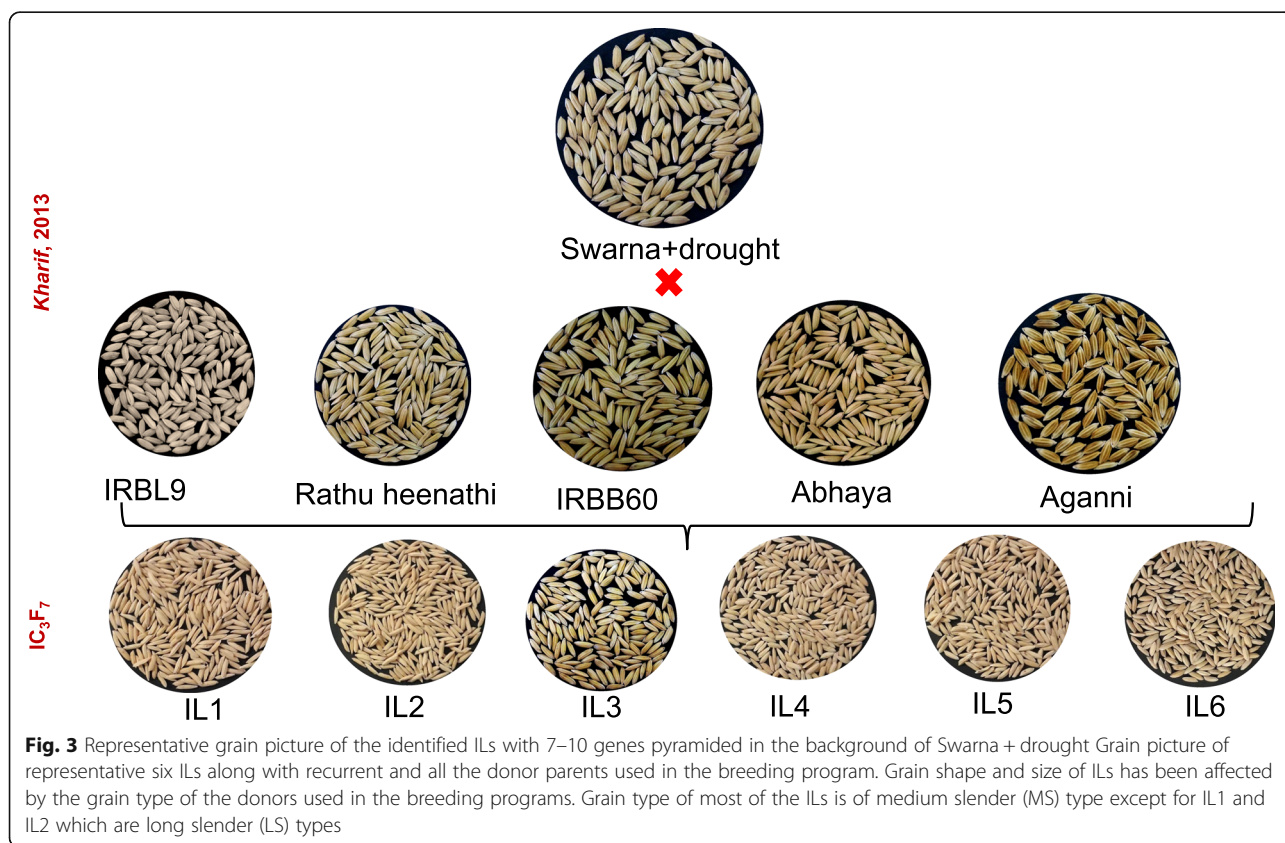 Kharif, 2013
Swarna+drought
IRBL9
Rathu heenathi
IRBB60
Abhaya
Aganni
IC₃F₇
IL1
IL2
IL3
IL4
IL5
IL6
Fig. 3 Representative grain picture of the identified ILs with 7–10 genes pyramided in the background of Swarna + drought Grain picture of
representative six ILs along with recurrent and all the donor parents used in the breeding program. Grain shape and size of ILs has been affected
by the grain type of the donors used in the breeding programs. Grain type of most of the ILs is of medium slender (MS) type except for IL1 and
IL2 which are long slender (LS) types